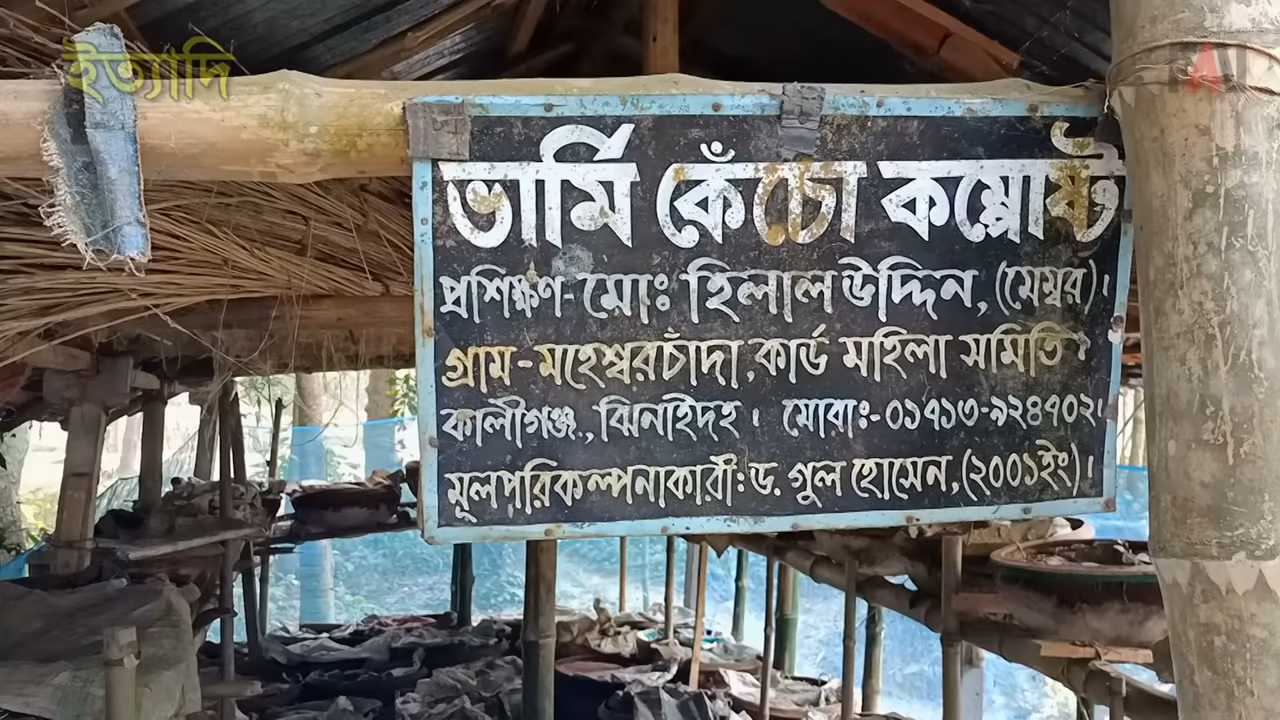 ইত্যাদি
ভার্মি কেঁচো কম্পোষ্ট
প্রশিক্ষণ- মোঃ হিলাল উদ্দিন, (মেম্বর)।
গ্রাম-মহেশ্বরচাঁদা, কার্ড মহিলা সমিতি
কালীগঞ্জ, ঝিনাইদহ। মোবাঃ-০১৭১৩-৯২৪৭০২।
মূলপরিকল্পনাকারী: ড. গুল হোসেন, (২০০১ইং)।